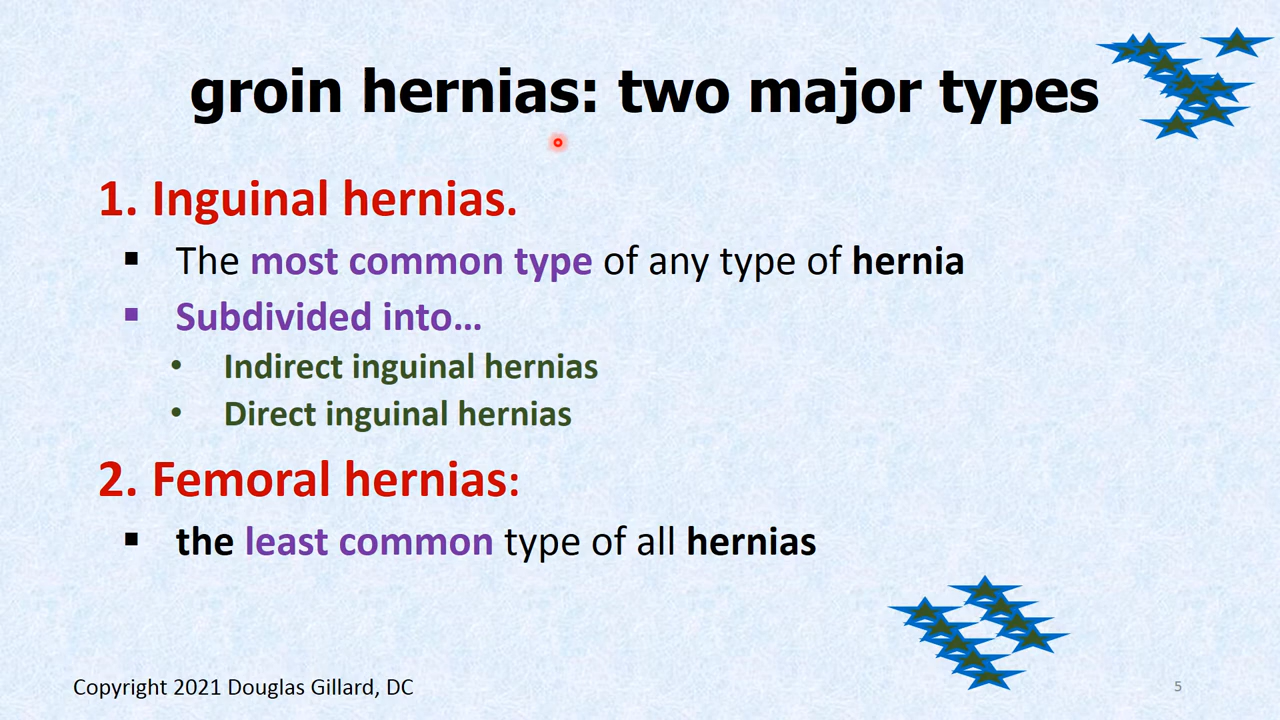 groin hernias: two major types
1. Inguinal hernias.
▪ The most common type of any type of hernia
▪ Subdivided into...
• Indirect inguinal hernias
• Direct inguinal hernias
2. Femoral hernias:
▪ the least common type of all hernias
Copyright 2021 Douglas Gillard, DC
5